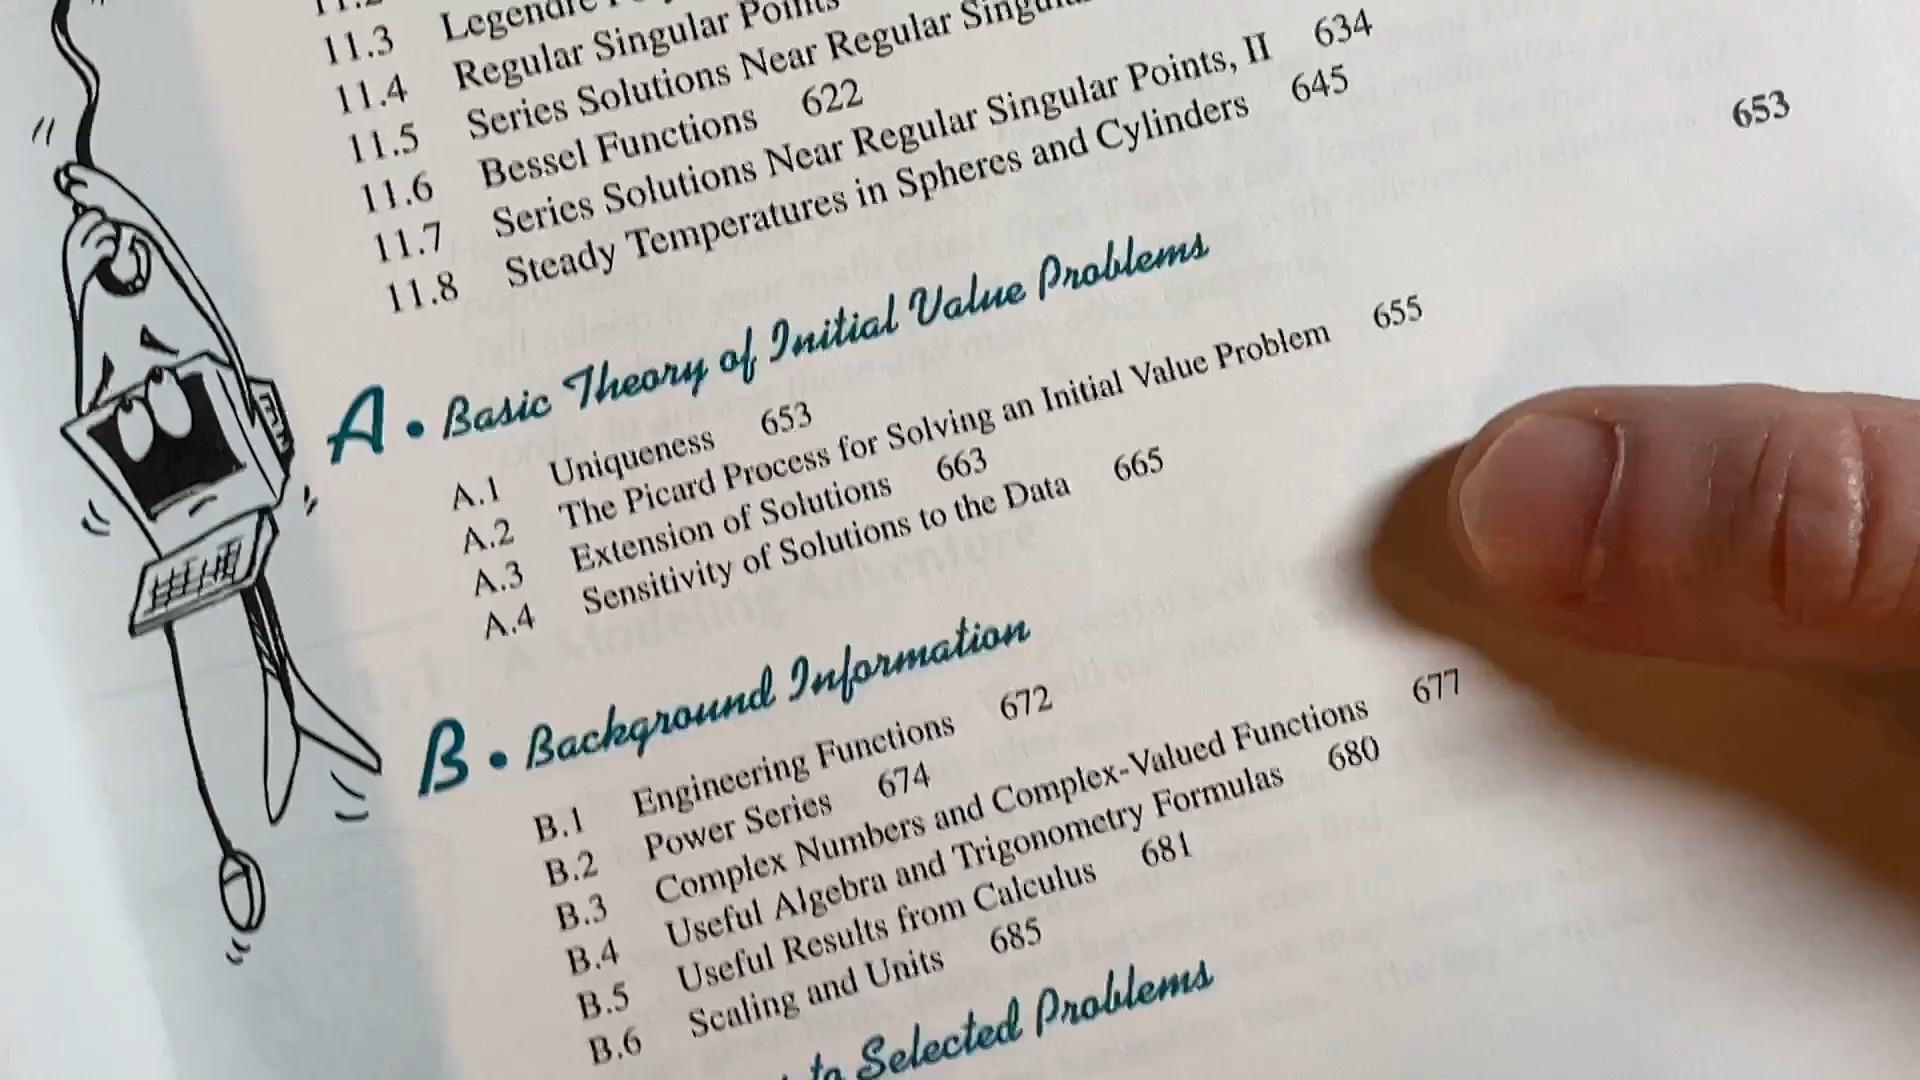 11.3 Legendre
11.4 Regular Singular Points
11.5 Series Solutions Near Regular
11.6 Bessel Functions 622
11.7 Series Solutions Near Regular Singular Points, II 634
11.8 Steady Temperatures in Spheres and Cylinders 645
A • Basic Theory of Initial Value Problems 653
A.1 Uniqueness 653
A.2 The Picard Process for Solving an Initial Value Problem 655
A.3 Extension of Solutions 663
A.4 Sensitivity of Solutions to the Data 665
B • Background Information
B.1 Engineering Functions 672
B.2 Power Series 674
B.3 Complex Numbers and Complex-Valued Functions 677
B.4 Useful Algebra and Trigonometry Formulas 680
B.5 Useful Results from Calculus 681
B.6 Scaling and Units 685
to Selected Problems